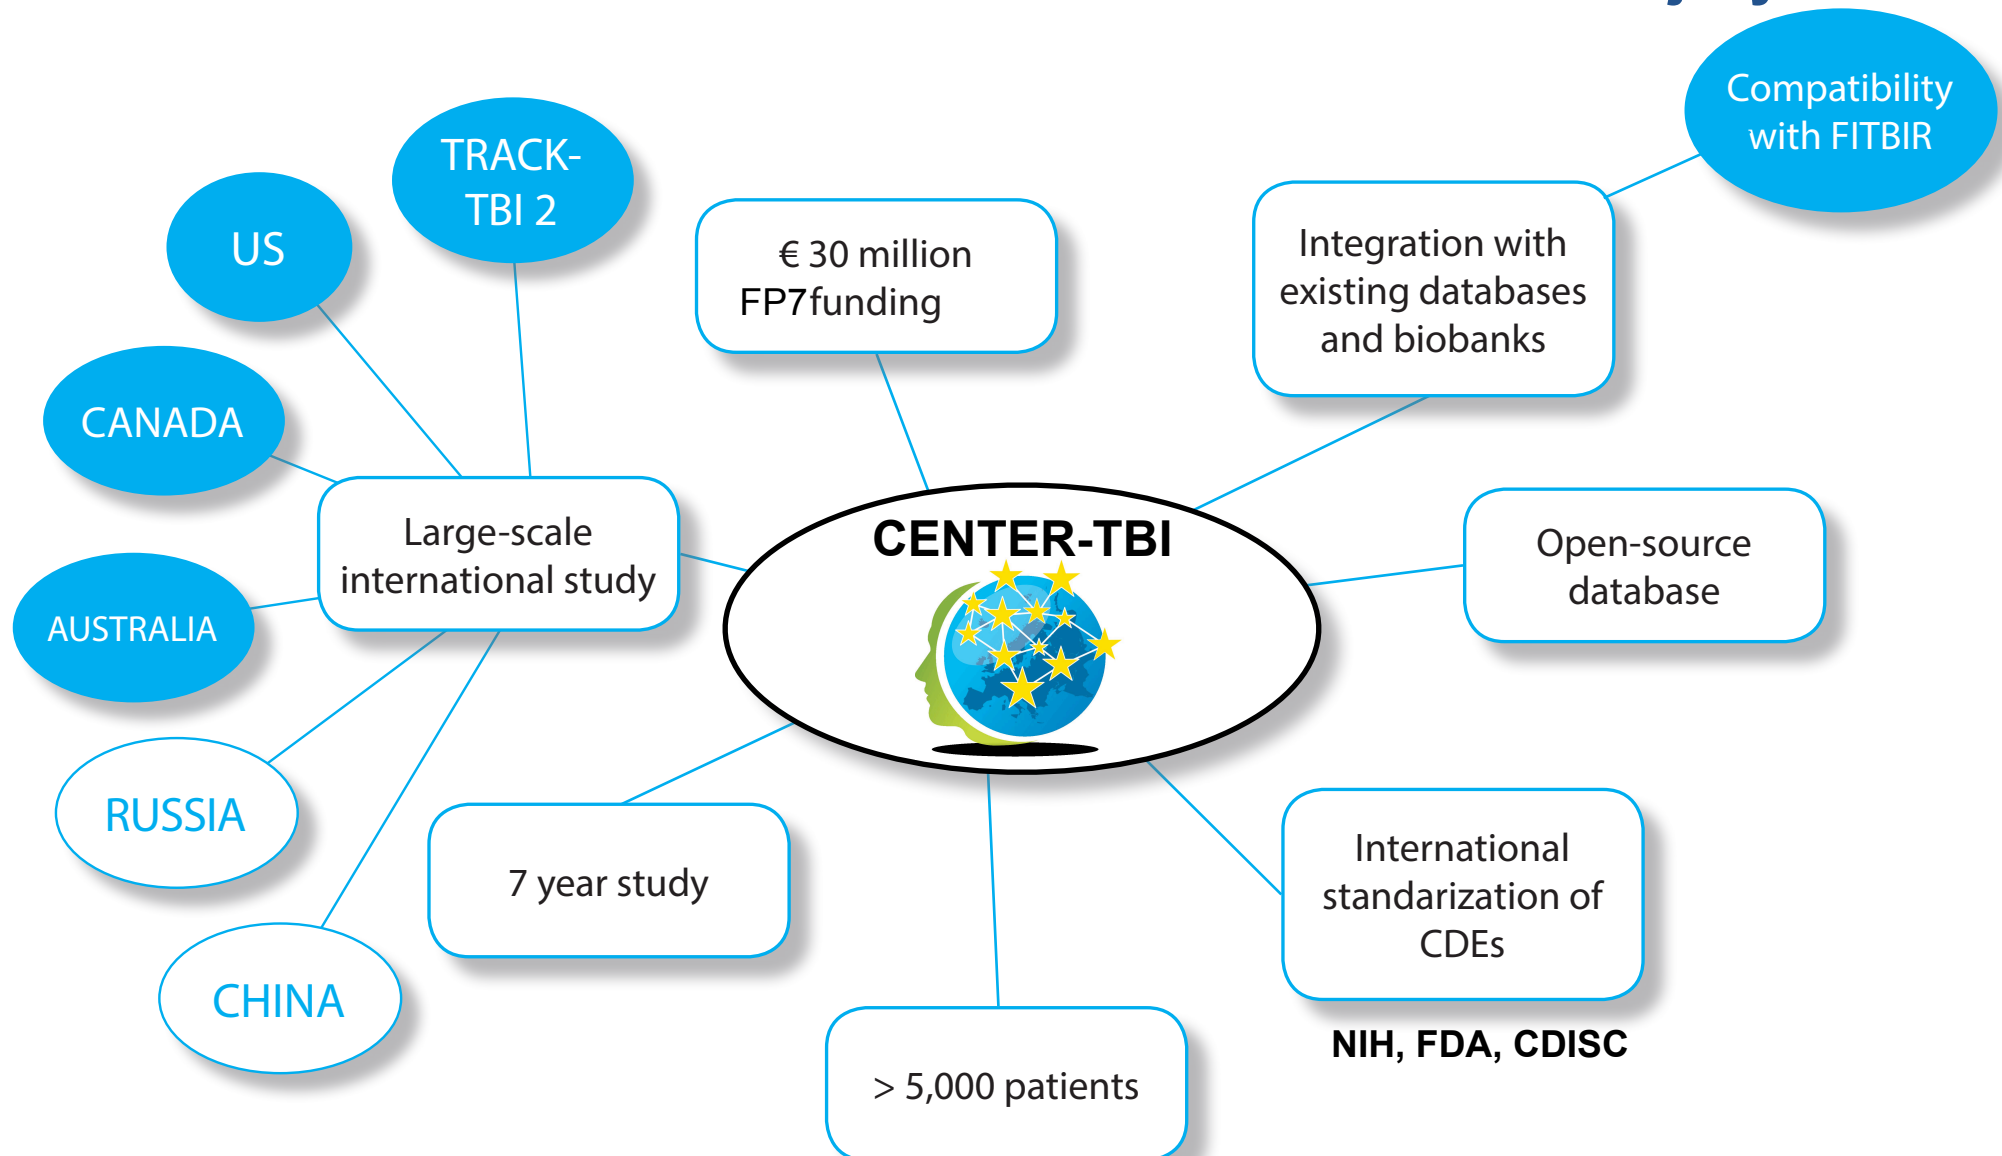 Compatibility
with FITBIR
TRACK-
TBI 2
US
€ 30 million
FP7funding
Integration with
existing databases
and biobanks
CANADA
Large-scale
international study
CENTER-TBI
Open-source
database
AUSTRALIA
RUSSIA
7 year study
International
standarization of
CDEs
CHINA
NIH, FDA, CDISC
> 5,000 patients